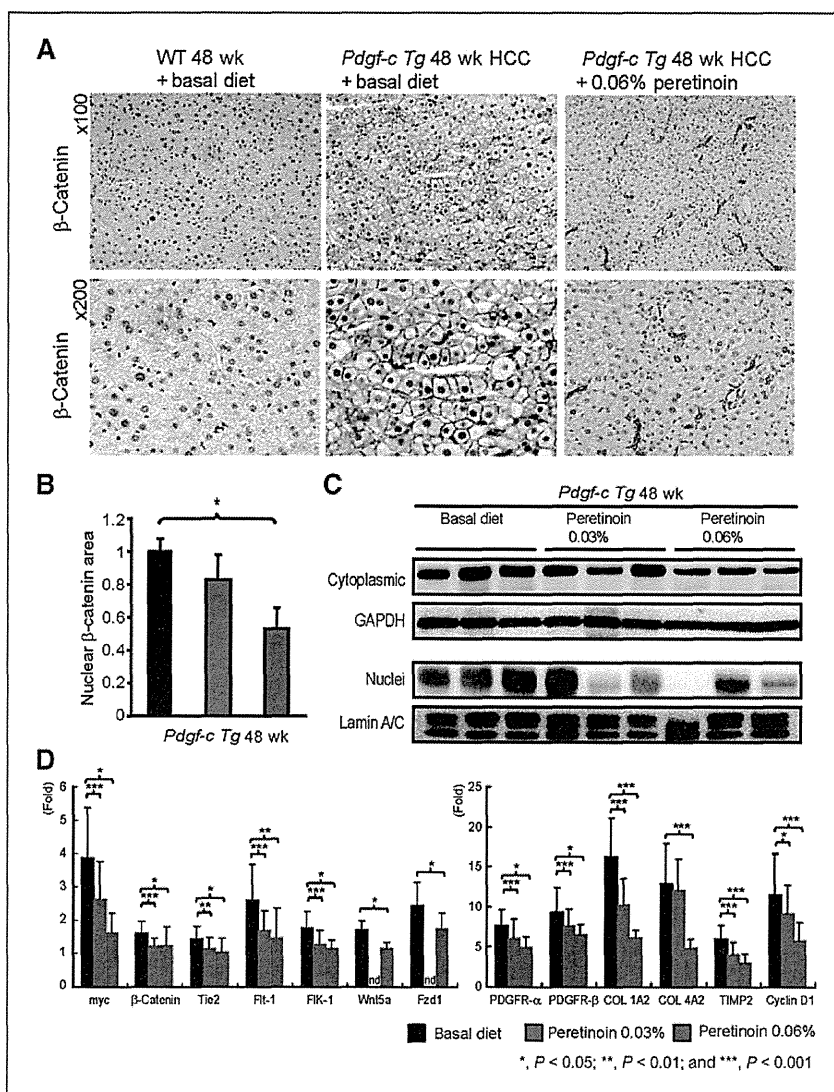 A
WT 48 wk
+ basal diet
Pdgf-c Tg 48 wk HCC
+ basal diet
Pdgf-c Tg 48 wk HCC
+ 0.06% peretinoin
x100
β-Catenin
x200
β-Catenin
B
*
Nuclear β-catenin area
1.2
1
0.8
0.6
0.4
0.2
0
Pdgf-c Tg 48 wk
C
Pdgf-c Tg 48 wk
Basal diet
Peretinoin
0.03%
Peretinoin
0.06%
Cytoplasmic
GAPDH
Nuclei
Lamin A/C
D
(Fold)
6
5
4
3
2
1
0
*
***
*
***
*
**
**
***
*
***
*
*
nd
nd
myc
β-Catenin
Tie2
Flt-1
FlK-1
Wnt5a
Fzd1
(Fold)
25
20
15
10
5
0
*
***
*
***
***
***
***
***
***
***
*
PDGFR-α
PDGFR-β
COL 1A2
COL 4A2
TIMP2
Cyclin D1
Basal diet
Peretinoin 0.03%
Peretinoin 0.06%
*, P < 0.05; **, P < 0.01; and ***, P < 0.001